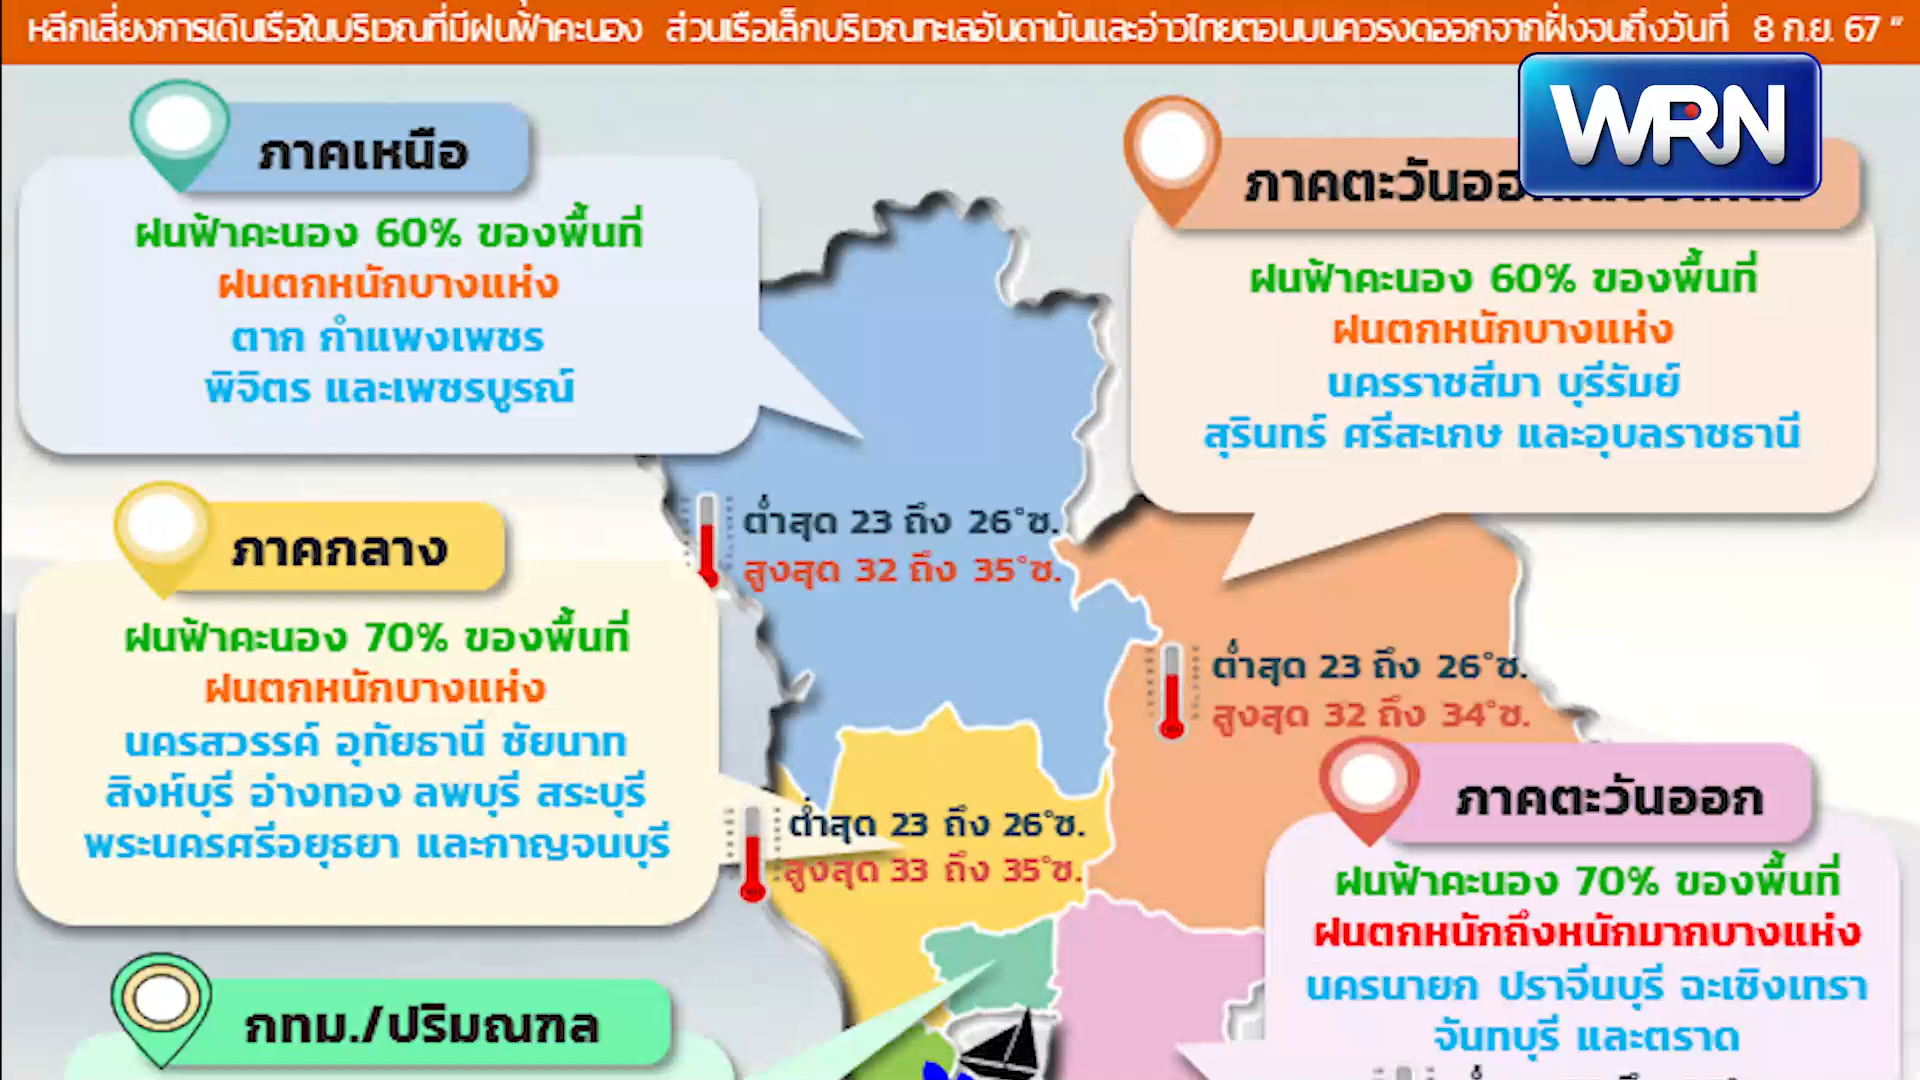 หลีกเลี่ยงการเดินเรือในบริเวณที่มีฝนฟ้าคะนอง ส่วนเรือเล็กบริเวณทะเลอันดามันและอ่าวไทยตอนบนควรงดออกจากฝั่งจนถึงวันที่ 8 ก.ย. 67 "
WRN
ภาคเหนือ
ฝนฟ้าคะนอง 60% ของพื้นที่
ฝนตกหนักบางแห่ง
ตาก กำแพงเพชร
พิจิตร และเพชรบูรณ์
ต่ำสุด 23 ถึง 26°ซ.
สูงสุด 32 ถึง 35°ซ.
ภาคตะวันออ
ฝนฟ้าคะนอง 60% ของพื้นที่
ฝนตกหนักบางแห่ง
นครราชสีมา บุรีรัมย์
สุรินทร์ ศรีสะเกษ และอุบลราชธานี
ต่ำสุด 23 ถึง 26°ซ.
สูงสุด 32 ถึง 34°ซ.
ภาคกลาง
ฝนฟ้าคะนอง 70% ของพื้นที่
ฝนตกหนักบางแห่ง
นครสวรรค์ อุทัยธานี ชัยนาท
สิงห์บุรี อ่างทอง ลพบุรี สระบุรี
พระนครศรีอยุธยา และกาญจนบุรี
ต่ำสุด 23 ถึง 26°ซ.
สูงสุด 33 ถึง 35°ซ.
ภาคตะวันออก
ฝนฟ้าคะนอง 70% ของพื้นที่
ฝนตกหนักถึงหนักมากบางแห่ง
นครนายก ปราจีนบุรี ฉะเชิงเทรา
จันทบุรี และตราด
กทม./ปริมณฑล